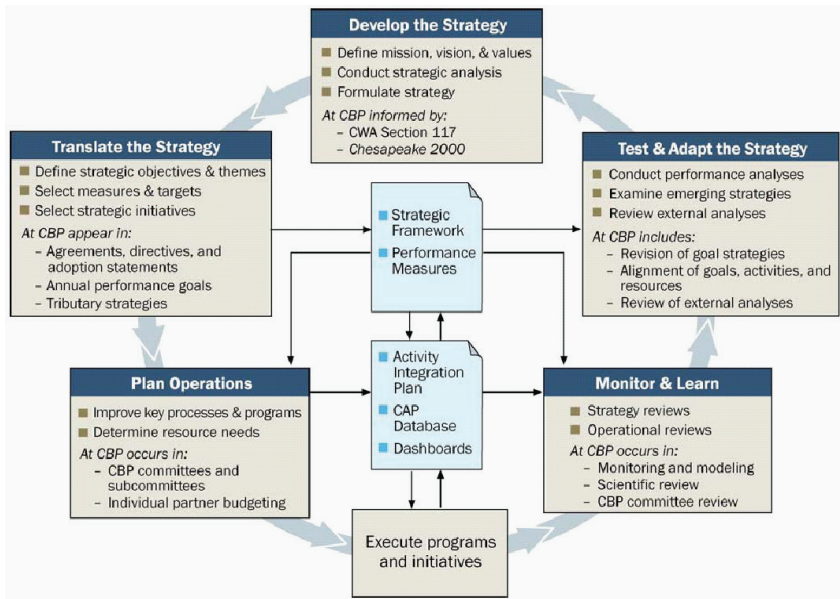 Develop the Strategy
Define mission, vision, & values
Conduct strategic analysis
Formulate strategy
At CBP informed by:
– CWA Section 117
– Chesapeake 2000
Translate the Strategy
Define strategic objectives & themes
Select measures & targets
Select strategic initiatives
At CBP appear in:
– Agreements, directives, and
adoption statements
– Annual performance goals
– Tributary strategies
Strategic
Framework
Performance
Measures
Test & Adapt the Strategy
Conduct performance analyses
Examine emerging strategies
Review external analyses
At CBP includes:
– Revision of goal strategies
– Alignment of goals, activities, and
resources
– Review of external analyses
Plan Operations
Improve key processes & programs
Determine resource needs
At CBP occurs in:
– CBP committees and
subcommittees
– Individual partner budgeting
Activity
Integration
Plan
CAP
Database
Dashboards
Monitor & Learn
Strategy reviews
Operational reviews
At CBP occurs in:
– Monitoring and modeling
– Scientific review
– CBP committee review
Execute programs
and initiatives